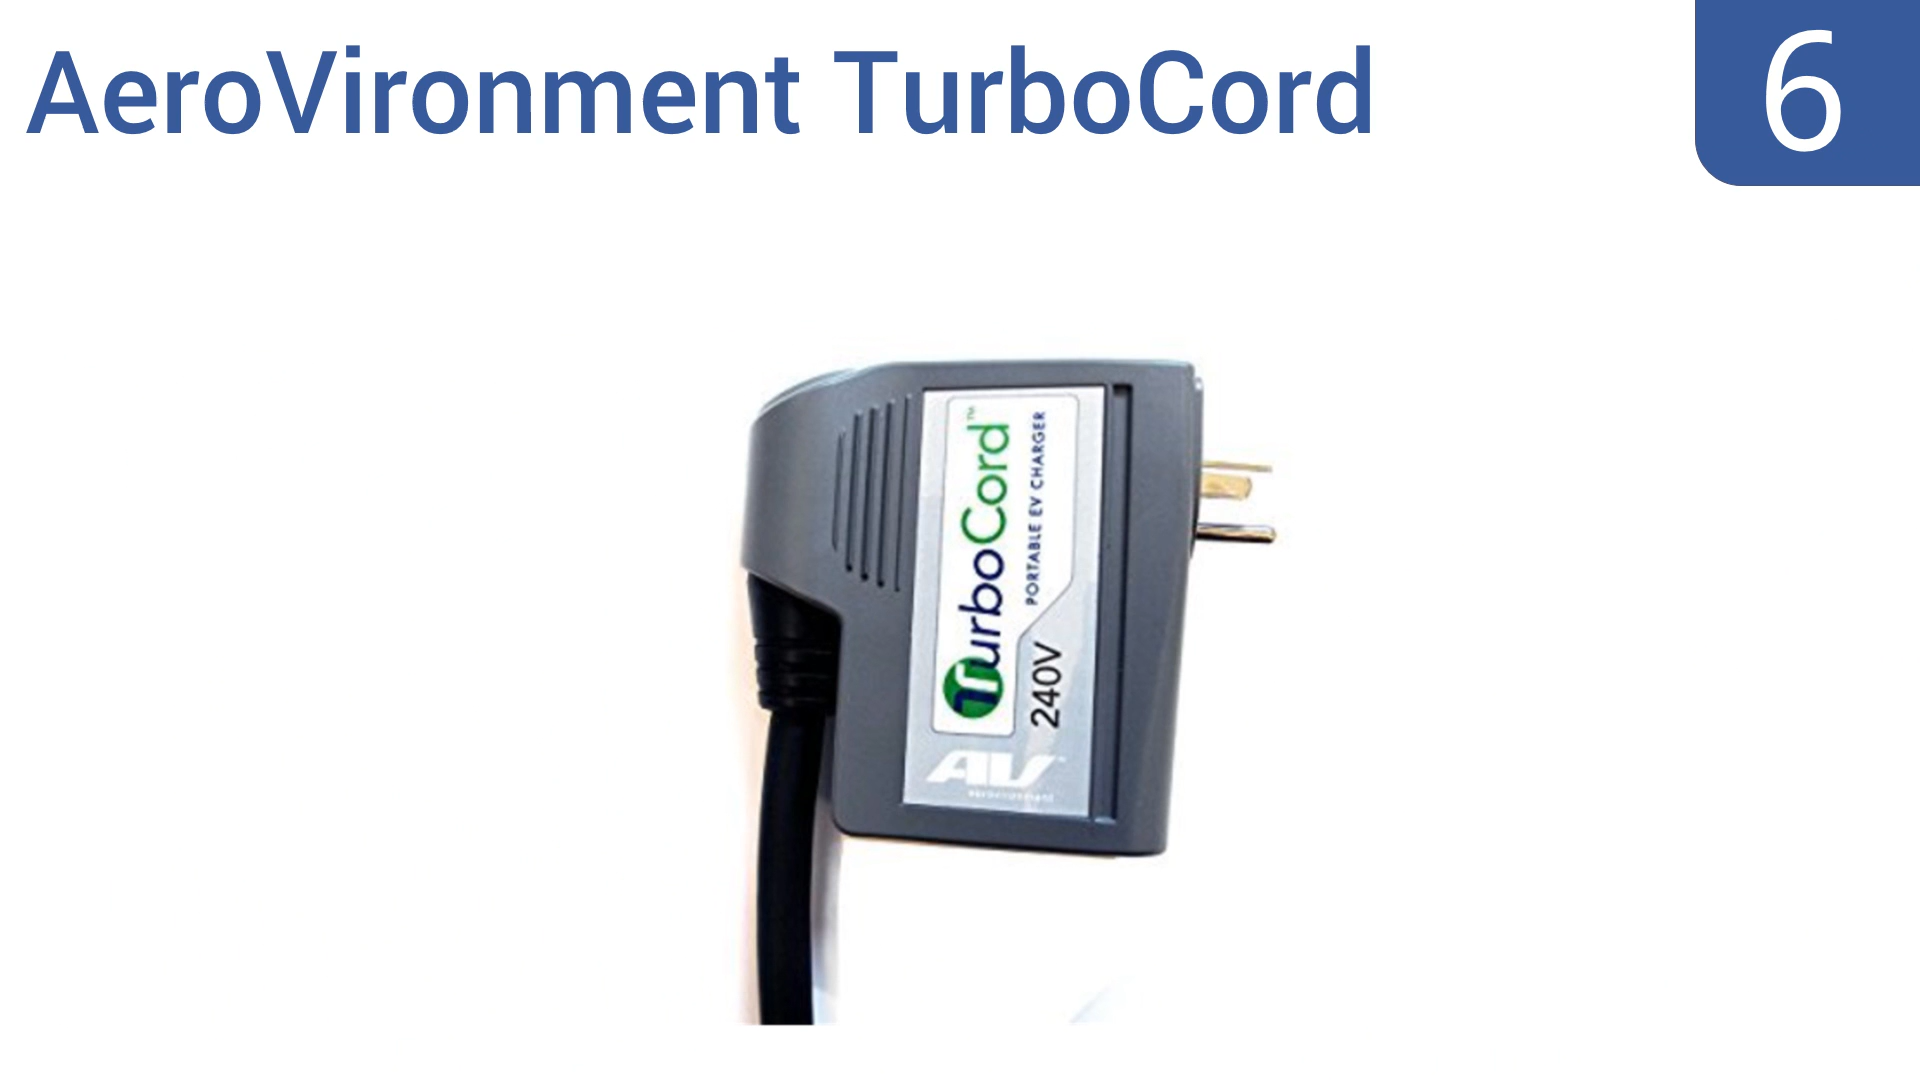 AeroVironment TurboCord
6
TurboCord™
PORTABLE EV CHARGER
240V
AV
aerovironment